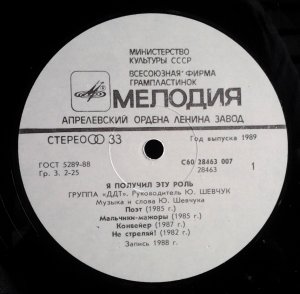 МИНИСТЕРСТВО
КУЛЬТУРЫ СССР
ВСЕСОЮЗНАЯ ФИРМА
ГРАМПЛАСТИНОК
МЕЛОДИЯ
АПРЕЛЕВСКИЙ ОРДЕНА ЛЕНИНА ЗАВОД
СТЕРЕО 33
Год выпуска 1989
ГОСТ 5289-88
Гр. 3. 2-25
С60 28463 007
28463
1
Я ПОЛУЧИЛ ЭТУ РОЛЬ
ГРУППА «ДДТ». Руководитель Ю. ШЕВЧУК
Музыка и слова Ю. Шевчука
Поэт (1985 г.)
Мальчики-мажоры (1985 г.)
Конвейер (1987 г.)
Не стреляй! (1982 г.)
Запись 1988 г.